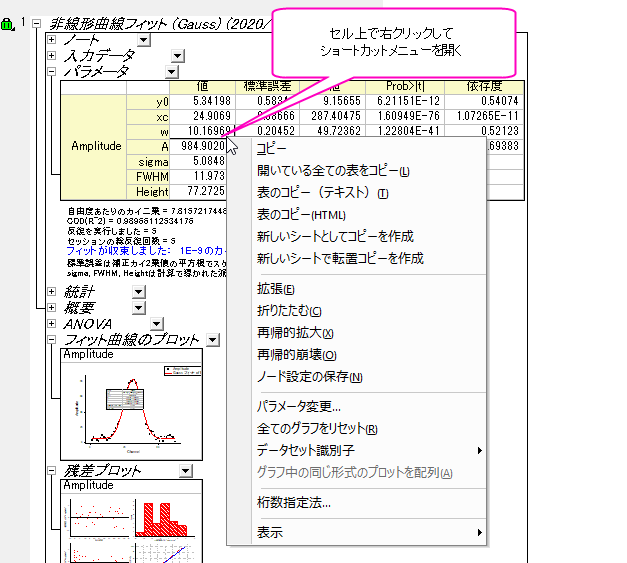 1
非線形曲線フィット (Gauss) (2020/
セル上で右クリックして
ショートカットメニューを開く
ノート
入力データ
パラメータ
値 標準誤差 値 Prob>|t| 依存度
Amplitude
y0 5.34198 9.15655 6.21151E-12 0.54074
xc 24.9069 287.40475 1.60949E-76 1.07265E-11
w 10.16969 0.20452 49.72362 1.22804E-41 0.52123
A 984.9020 .69383
sigma 5.0848
FWHM 11.973
Height 77.2725
自由度あたりのカイ二乗 = 7.8157217448
COD(R^2) = 0.98956112534176
反復を実行しました = 5
セッションの総反復回数 = 5
フィットが収束しました: 1E-9のカ
標準誤差は補正カイ2乗値の平方根でスケ
sigma, FWHM, Heightは計算で導かれた派
統計
概要
ANOVA
フィット曲線のプロット
Amplitude
Amplitude
残差プロット
Amplitude
コピー
開いている全ての表をコピー(L)
表のコピー（テキスト）(T)
表のコピー(HTML)
新しいシートとしてコピーを作成
新しいシートで転置コピーを作成
拡張(E)
折りたたむ(C)
再帰的拡大(X)
再帰的崩壊(O)
ノード設定の保存(N)
パラメータ変更...
全てのグラフをリセット(R)
データセット識別子
グラフ中の同じ形式のプロットを配列(A)
桁数指定法...
表示